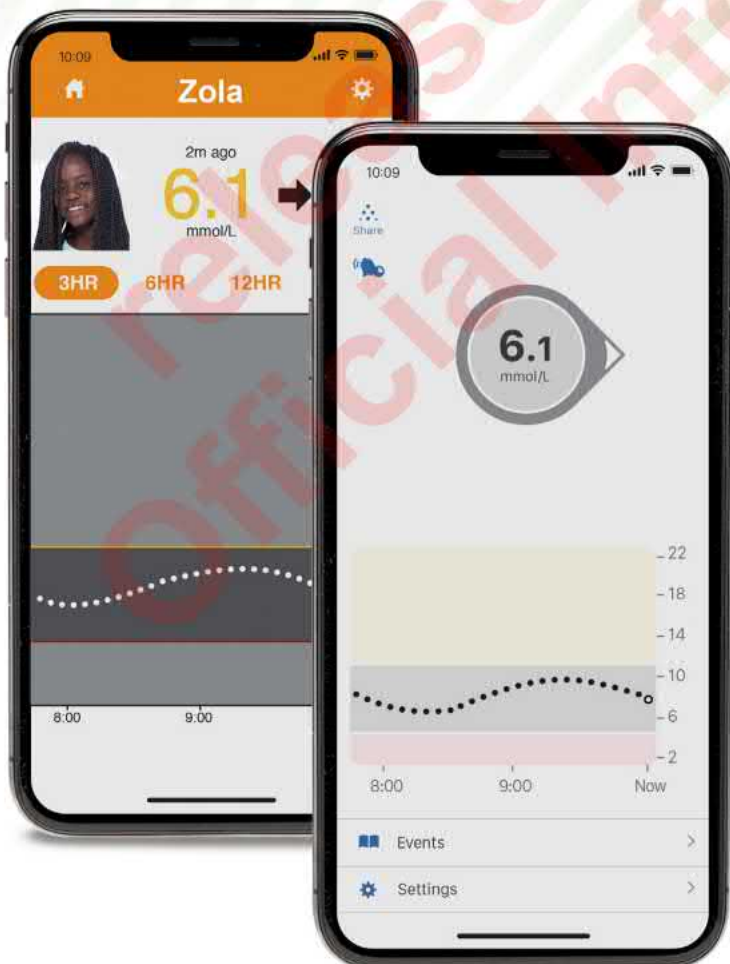 10:09
Zola
2m ago
6.1
mmol/L
3HR 6HR 12HR
8:00 9:00
10:09
Share
6.1
mmol/L
22
18
14
10
6
2
8:00 9:00 Now
Events
Settings
Official